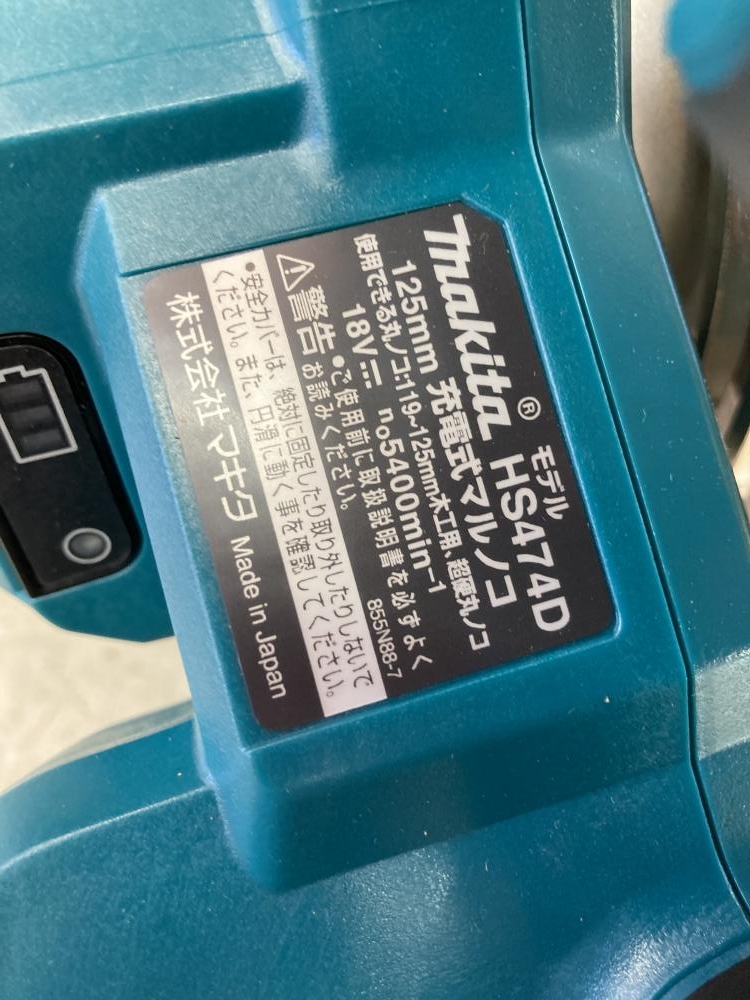 makita® モデル HS474D
125mm 充電式マルノコ
使用できる丸ノコ:119~125mm木工用、超硬丸ノコ
18V⎓ n₀5400min-1
855N88-7
⚠警告 •ご使用前に取扱説明書を必ずよく
お読みください。
•安全カバーは、絶対に固定したり取り外したりしないで
ください。また、円滑に動く事を確認してください。
株式会社マキタ Made in Japan